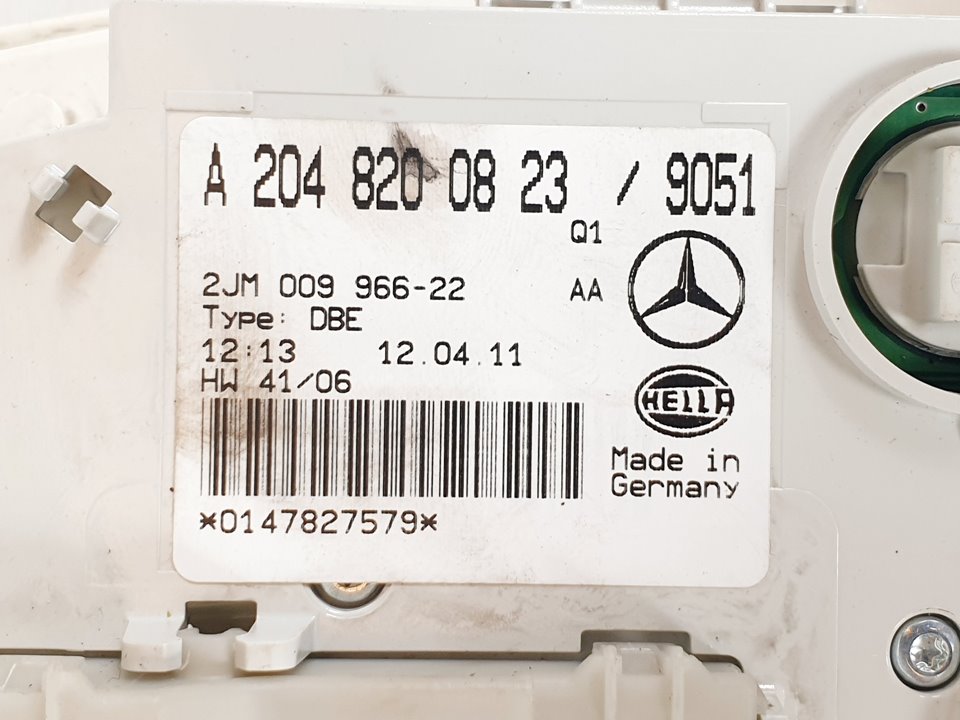 A 204 820 08 23 / 9051
Q1
2JM 009 966-22
AA
Type: DBE
12:13 12.04.11
HW 41/06
HELLA
Made in
Germany
*0147827579*